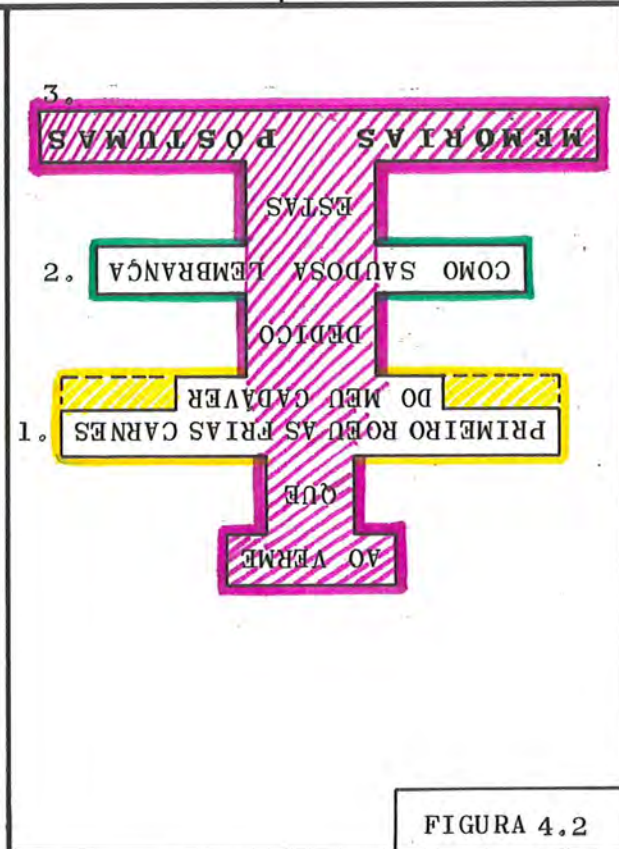 AO VERME
QUE
1. PRIMEIRO ROEU AS FRIAS CARNES
DO MEU CADÁVER
DEDICO
2. COMO SAUDOSA LEMBRANÇA
ESTAS
3. MEMÓRIAS PÓSTUMAS
FIGURA 4.2